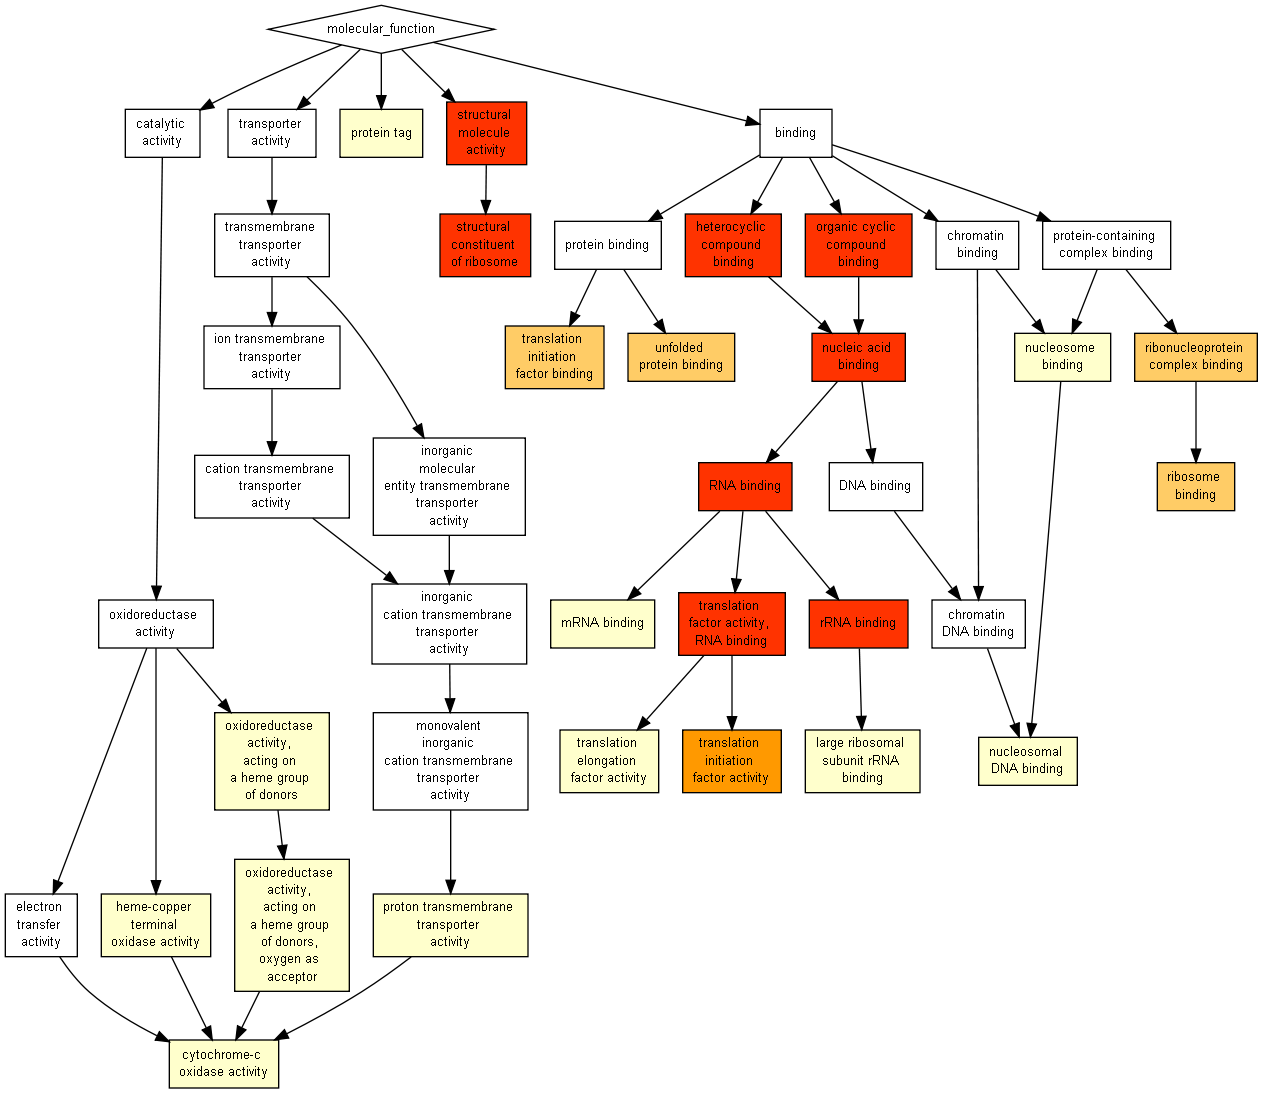 molecular_function
catalytic
activity
transporter
activity
protein tag
structural
molecule
activity
binding
transmembrane
transporter
activity
structural
constituent
of ribosome
protein binding
heterocyclic
compound
binding
organic cyclic
compound
binding
chromatin
binding
protein-containing
complex binding
ion transmembrane
transporter
activity
translation
initiation
factor binding
unfolded
protein binding
nucleic acid
binding
nucleosome
binding
ribonucleoprotein
complex binding
cation transmembrane
transporter
activity
inorganic
molecular
entity transmembrane
transporter
activity
RNA binding
DNA binding
ribosome
binding
oxidoreductase
activity
inorganic
cation transmembrane
transporter
activity
mRNA binding
translation
factor activity,
RNA binding
rRNA binding
chromatin
DNA binding
oxidoreductase
activity,
acting on
a heme group
of donors
monovalent
inorganic
cation transmembrane
transporter
activity
translation
elongation
factor activity
translation
initiation
factor activity
large ribosomal
subunit rRNA
binding
nucleosomal
DNA binding
electron
transfer
activity
heme-copper
terminal
oxidase activity
oxidoreductase
activity,
acting on
a heme group
of donors,
oxygen as
acceptor
proton transmembrane
transporter
activity
cytochrome-c
oxidase activity